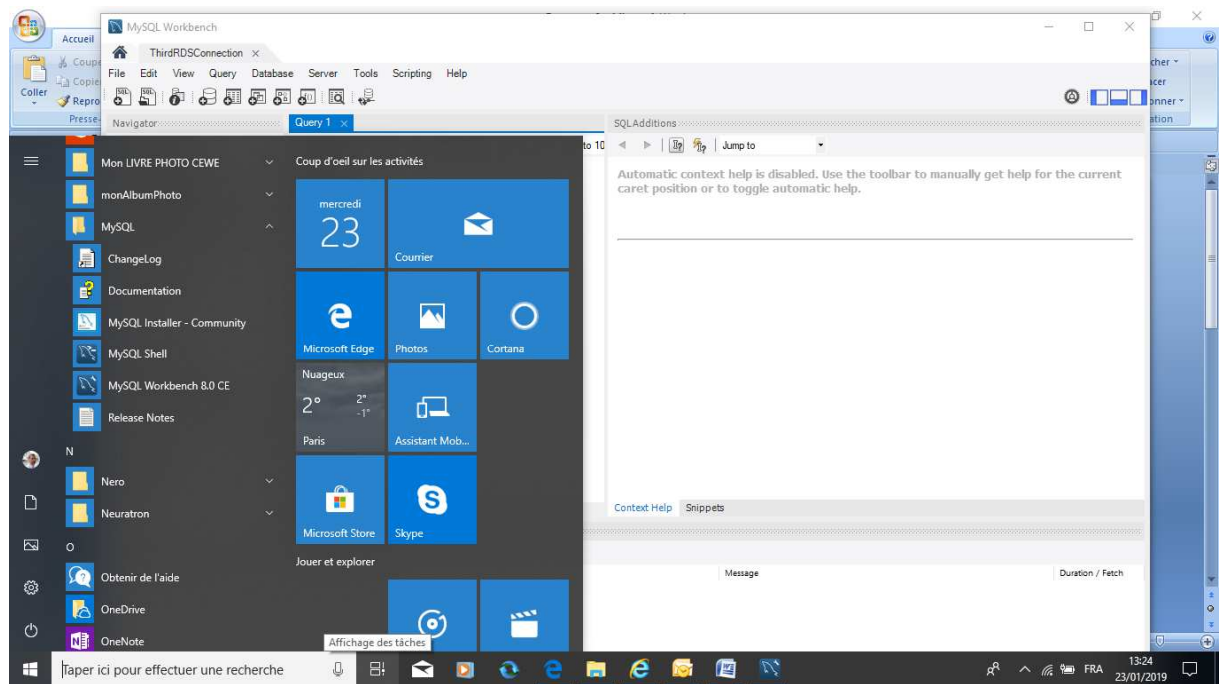 MySQL Workbench
Accueil
ThirdRDSConnection
File Edit View Query Database Server Tools Scripting Help
Coller
Repro
Presse-
Navigator
Query 1
SQLAdditions
to 10
Jump to
Automatic context help is disabled. Use the toolbar to manually get help for the current
caret position or to toggle automatic help.
Mon LIVRE PHOTO CEWE
monAlbumPhoto
MySQL
ChangeLog
Documentation
MySQL Installer - Community
MySQL Shell
MySQL Workbench 8.0 CE
Release Notes
N
Nero
Neuratron
O
Obtenir de l'aide
OneDrive
OneNote
Coup d'oeil sur les activités
mercredi
23
Courrier
Microsoft Edge
Photos
Cortana
Nuageux
2° 2°
-1°
Paris
Assistant Mob...
Microsoft Store
Skype
Jouer et explorer
Affichage des tâches
Context Help Snippets
Message
Duration / Fetch
Taper ici pour effectuer une recherche
FRA
13:24
23/01/2019